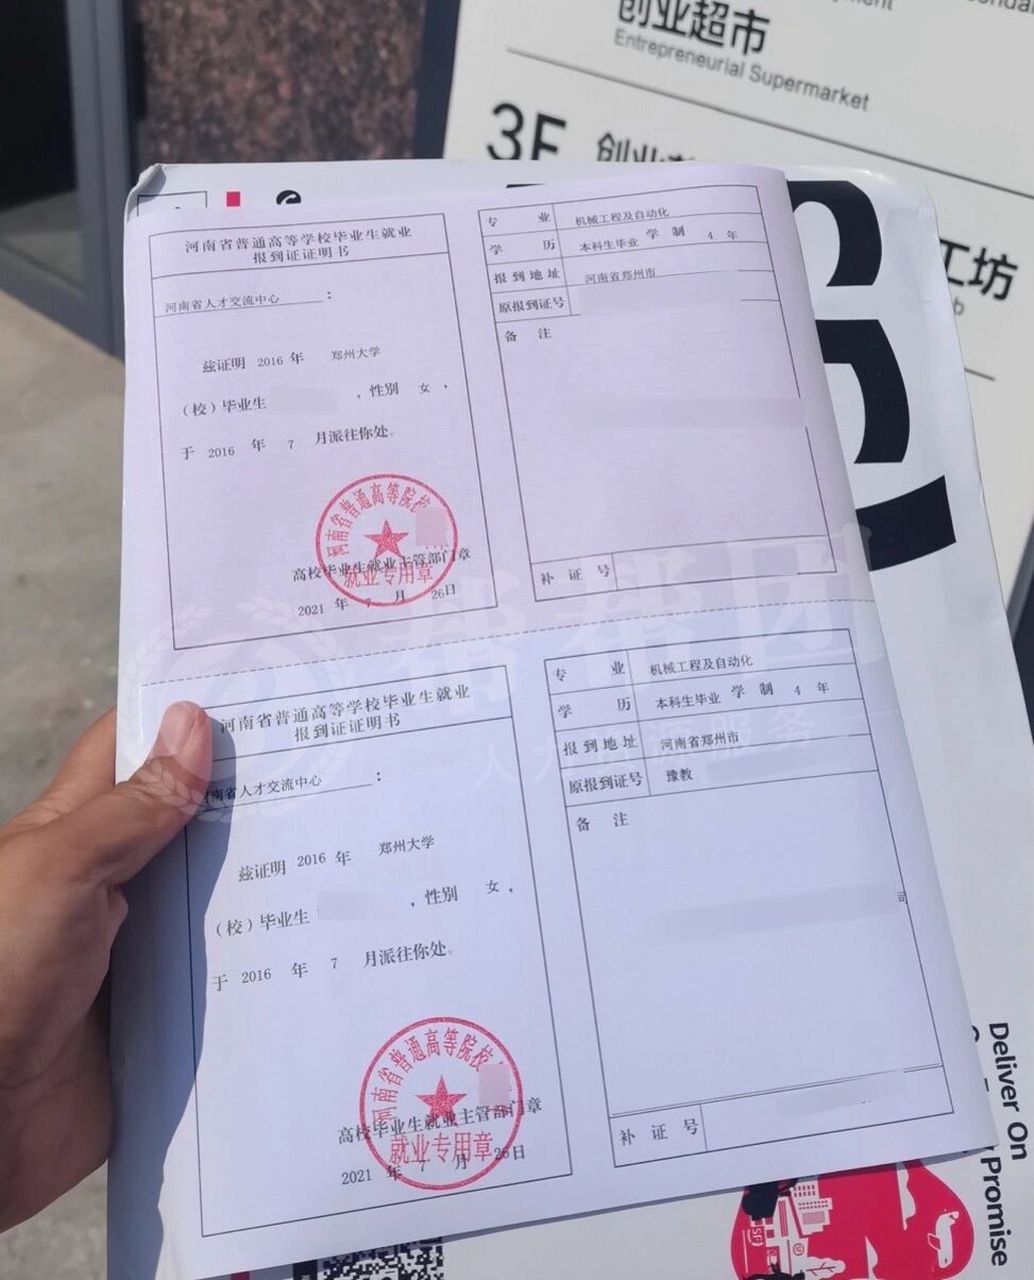 创业超市
Entrepreneurial Supermarket
3F
工坊
河南省普通高等学校毕业生就业
报到证证明书
河南省人才交流中心：
兹证明 2016 年 郑州大学
（校）毕业生 ，性别 女，
于 2016 年 7 月派往你处。
河南省普通高等院校
高校毕业生就业主管部门章
就业专用章
2021 年 7 月 26日
专 业 机械工程及自动化
学 历 本科生毕业 学 制 4 年
报到地址 河南省郑州市
原报到证号
备 注
补 证 号
帮帮团
人力资源服务
河南省普通高等学校毕业生就业
报到证证明书
河南省人才交流中心：
兹证明 2016 年 郑州大学
（校）毕业生 ，性别 女，
于 2016 年 7 月派往你处。
河南省普通高等院校
高校毕业生就业主管部门章
就业专用章
2021 年 7 月 26日
专 业 机械工程及自动化
学 历 本科生毕业 学 制 4 年
报到地址 河南省郑州市
原报到证号 豫教
备 注
司
补 证 号
Deliver On
Promise